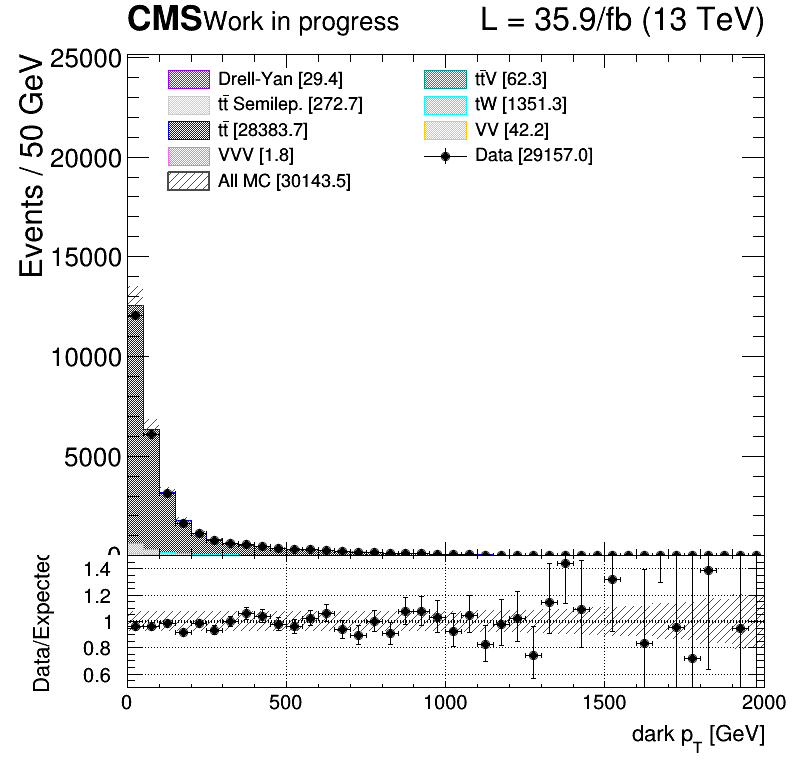 CMS Work in progress L = 35.9/fb (13 TeV)
Events / 50 GeV
25000
20000
15000
10000
5000
0
Drell-Yan [29.4]
tt̄ Semilep. [272.7]
tt̄ [28383.7]
VVV [1.8]
All MC [30143.5]
tt̄V [62.3]
tW [1351.3]
VV [42.2]
Data [29157.0]
Data/Expected
1.4
1.2
1
0.8
0.6
0 500 1000 1500 2000
dark p_T [GeV]